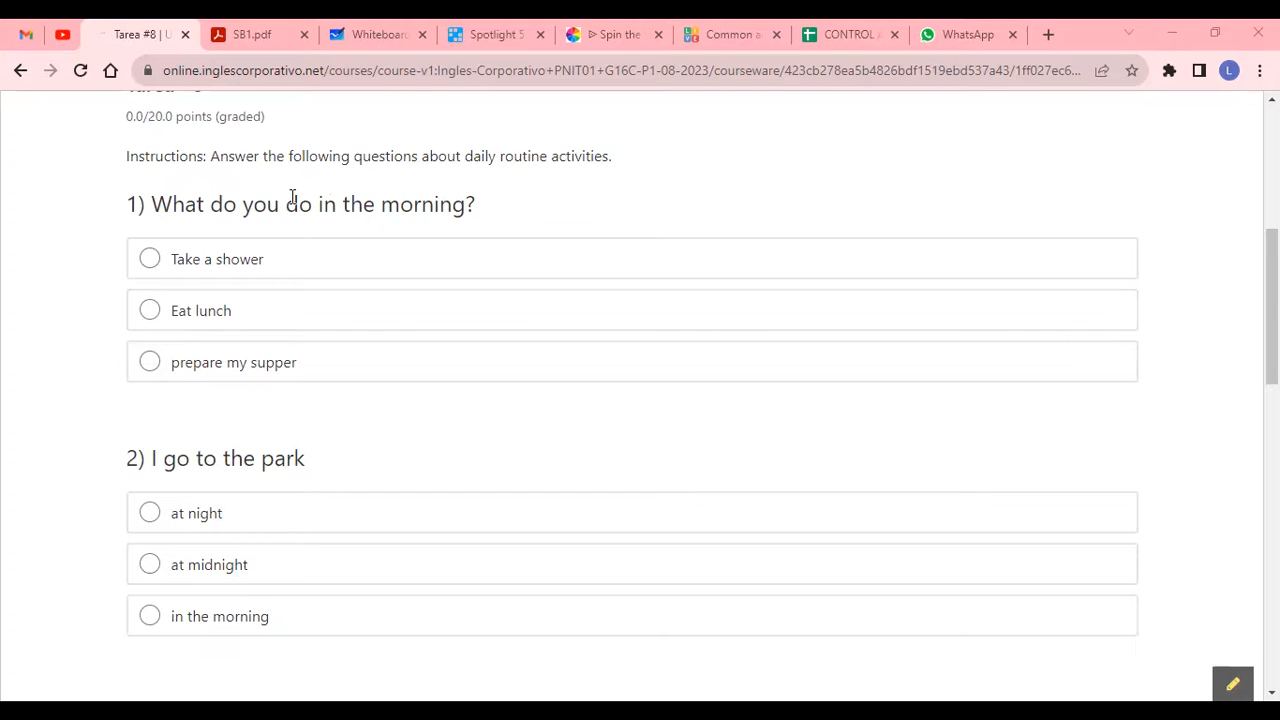 Tarea #8 | U
SB1.pdf
Whiteboard
Spotlight 5
Spin the
Common a
CONTROL
WhatsApp
online.inglescorporativo.net/courses/course-v1:Ingles-Corporativo+PNIT01+G16C-P1-08-2023/courseware/423cb278ea5b4826bdf1519ebd537a43/1ff027ec6...
L
0.0/20.0 points (graded)
Instructions: Answer the following questions about daily routine activities.
1) What do you do in the morning?
Take a shower
Eat lunch
prepare my supper
2) I go to the park
at night
at midnight
in the morning